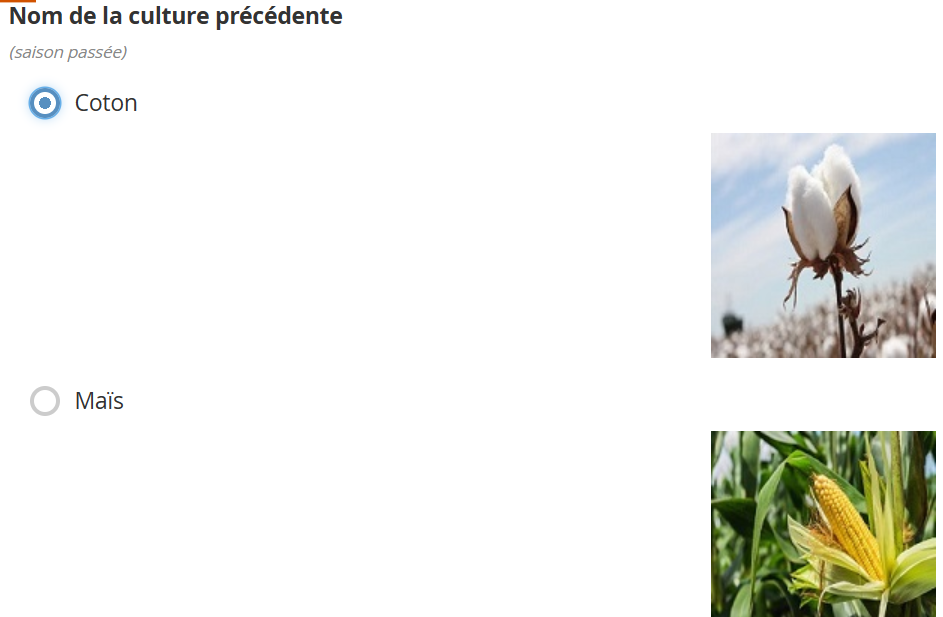 Nom de la culture précédente
(saison passée)
Coton
Maïs